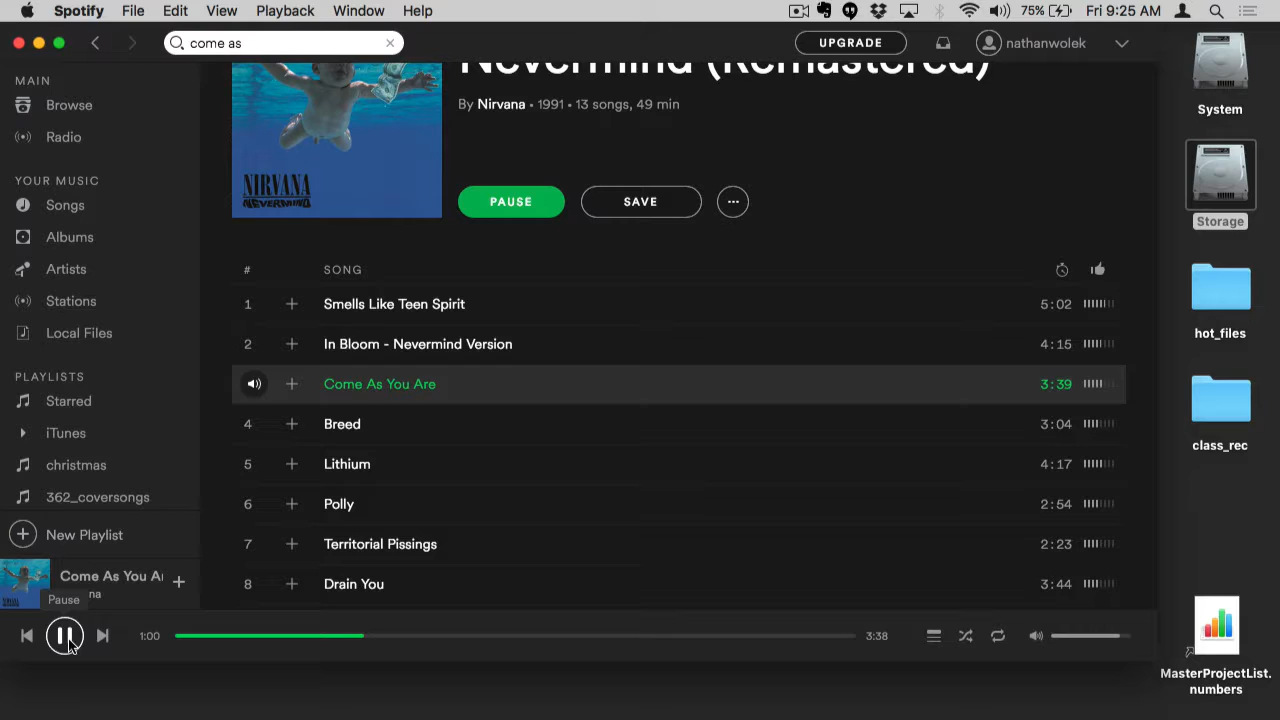 Spotify File Edit View Playback Window Help 75% Fri 9:25 AM
come as UPGRADE nathanwolek
MAIN
Browse
Radio
YOUR MUSIC
Songs
Albums
Artists
Stations
Local Files
PLAYLISTS
Starred
iTunes
christmas
362_coversongs
New Playlist
Come As You Ar
na
Pause
Nevermind (Remastered)
By Nirvana • 1991 • 13 songs, 49 min
NIRVANA
NEVERMIND
PAUSE SAVE
# SONG
1 Smells Like Teen Spirit 5:02
2 In Bloom - Nevermind Version 4:15
Come As You Are 3:39
4 Breed 3:04
5 Lithium 4:17
6 Polly 2:54
7 Territorial Pissings 2:23
8 Drain You 3:44
1:00 3:38
System
Storage
hot_files
class_rec
MasterProjectList.
numbers